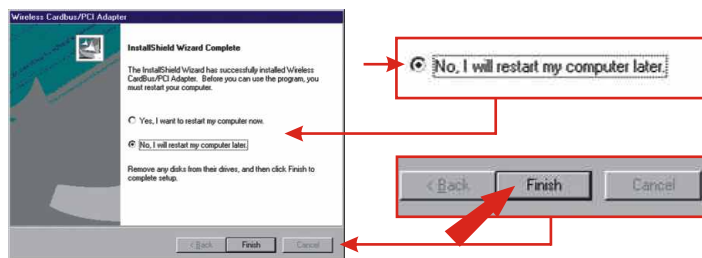 Wireless Cardbus/PCI Adapter
InstallShield Wizard Complete
The InstallShield Wizard has successfully installed Wireless
CardBus/PCI Adapter. Before you can use the program, you
must restart your computer.
Yes, I want to restart my computer now.
No, I will restart my computer later.
Remove any disks from their drives, and then click Finish to
complete setup.
< Back Finish Cancel
No, I will restart my computer later.
< Back Finish Cancel